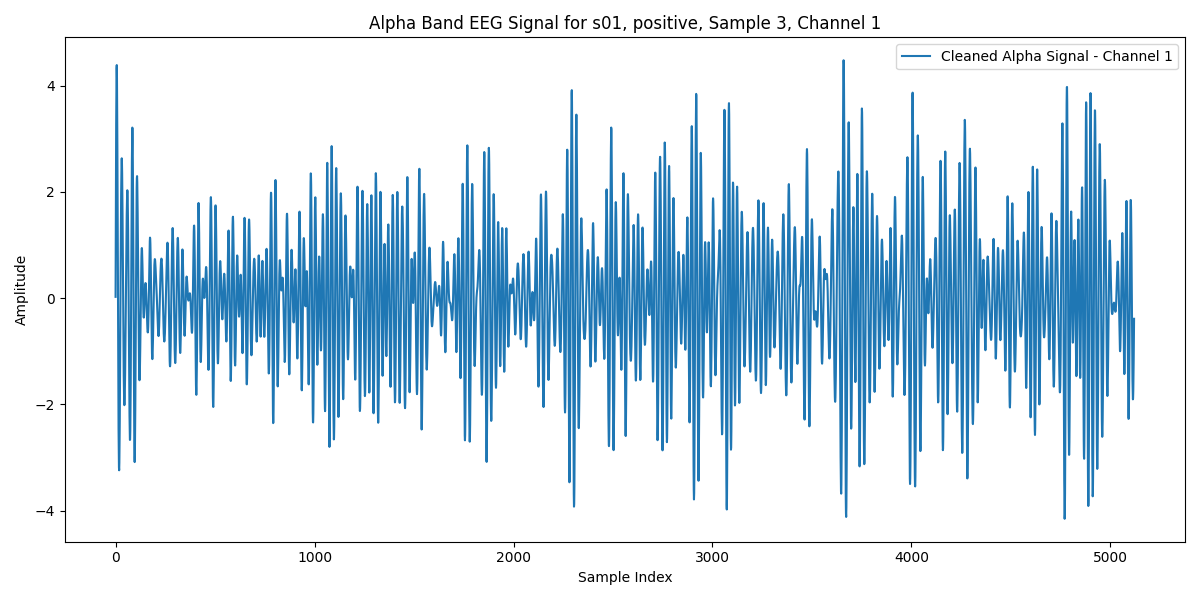 Alpha Band EEG Signal for s01, positive, Sample 3, Channel 1
Cleaned Alpha Signal - Channel 1
Amplitude
4
2
0
−2
−4
0 1000 2000 3000 4000 5000
Sample Index